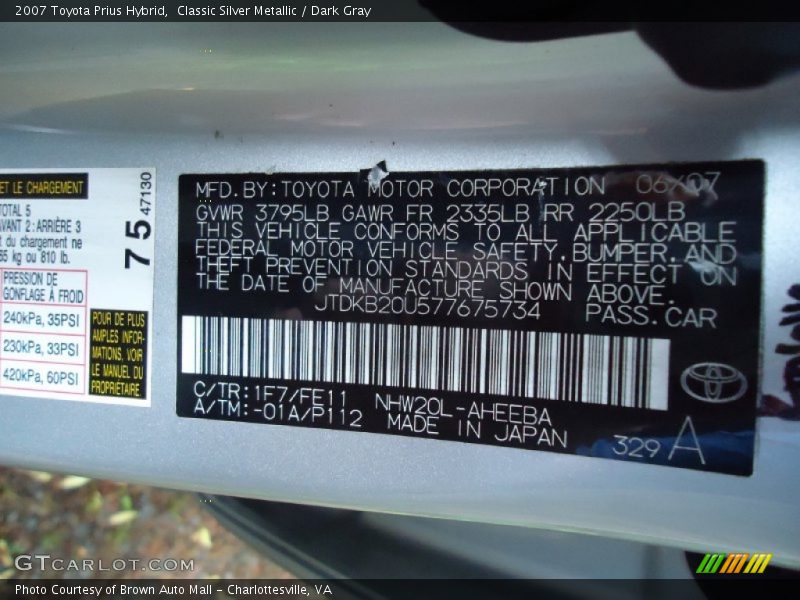 2007 Toyota Prius Hybrid,  Classic Silver Metallic / Dark Gray
ET LE CHARGEMENT
TOTAL 5
AVANT 2: ARRIÈRE 3
t du chargement ne
65 kg ou 810 lb.
PRESSION DE
GONFLAGE À FROID
240kPa, 35PSI
230kPa, 33PSI
420kPa, 60PSI
75
47130
POUR DE PLUS
AMPLES INFOR-
MATIONS, VOIR
LE MANUEL DU
PROPRIÉTAIRE
MFD.BY:TOYOTA MOTOR CORPORATION 06/07
GVWR 3795LB GAWR FR 2335LB RR 2250LB
THIS VEHICLE CONFORMS TO ALL APPLICABLE
FEDERAL MOTOR VEHICLE SAFETY,BUMPER,AND
THEFT PREVENTION STANDARDS IN EFFECT ON
THE DATE OF MANUFACTURE SHOWN ABOVE.
JTDKB20U577675734 PASS.CAR
C/TR:1F7/FE11 NHW20L-AHEEBA
A/TM:-01A/P112 MADE IN JAPAN
329 A
GTCARLOT.COM
Photo Courtesy of Brown Auto Mall - Charlottesville, VA